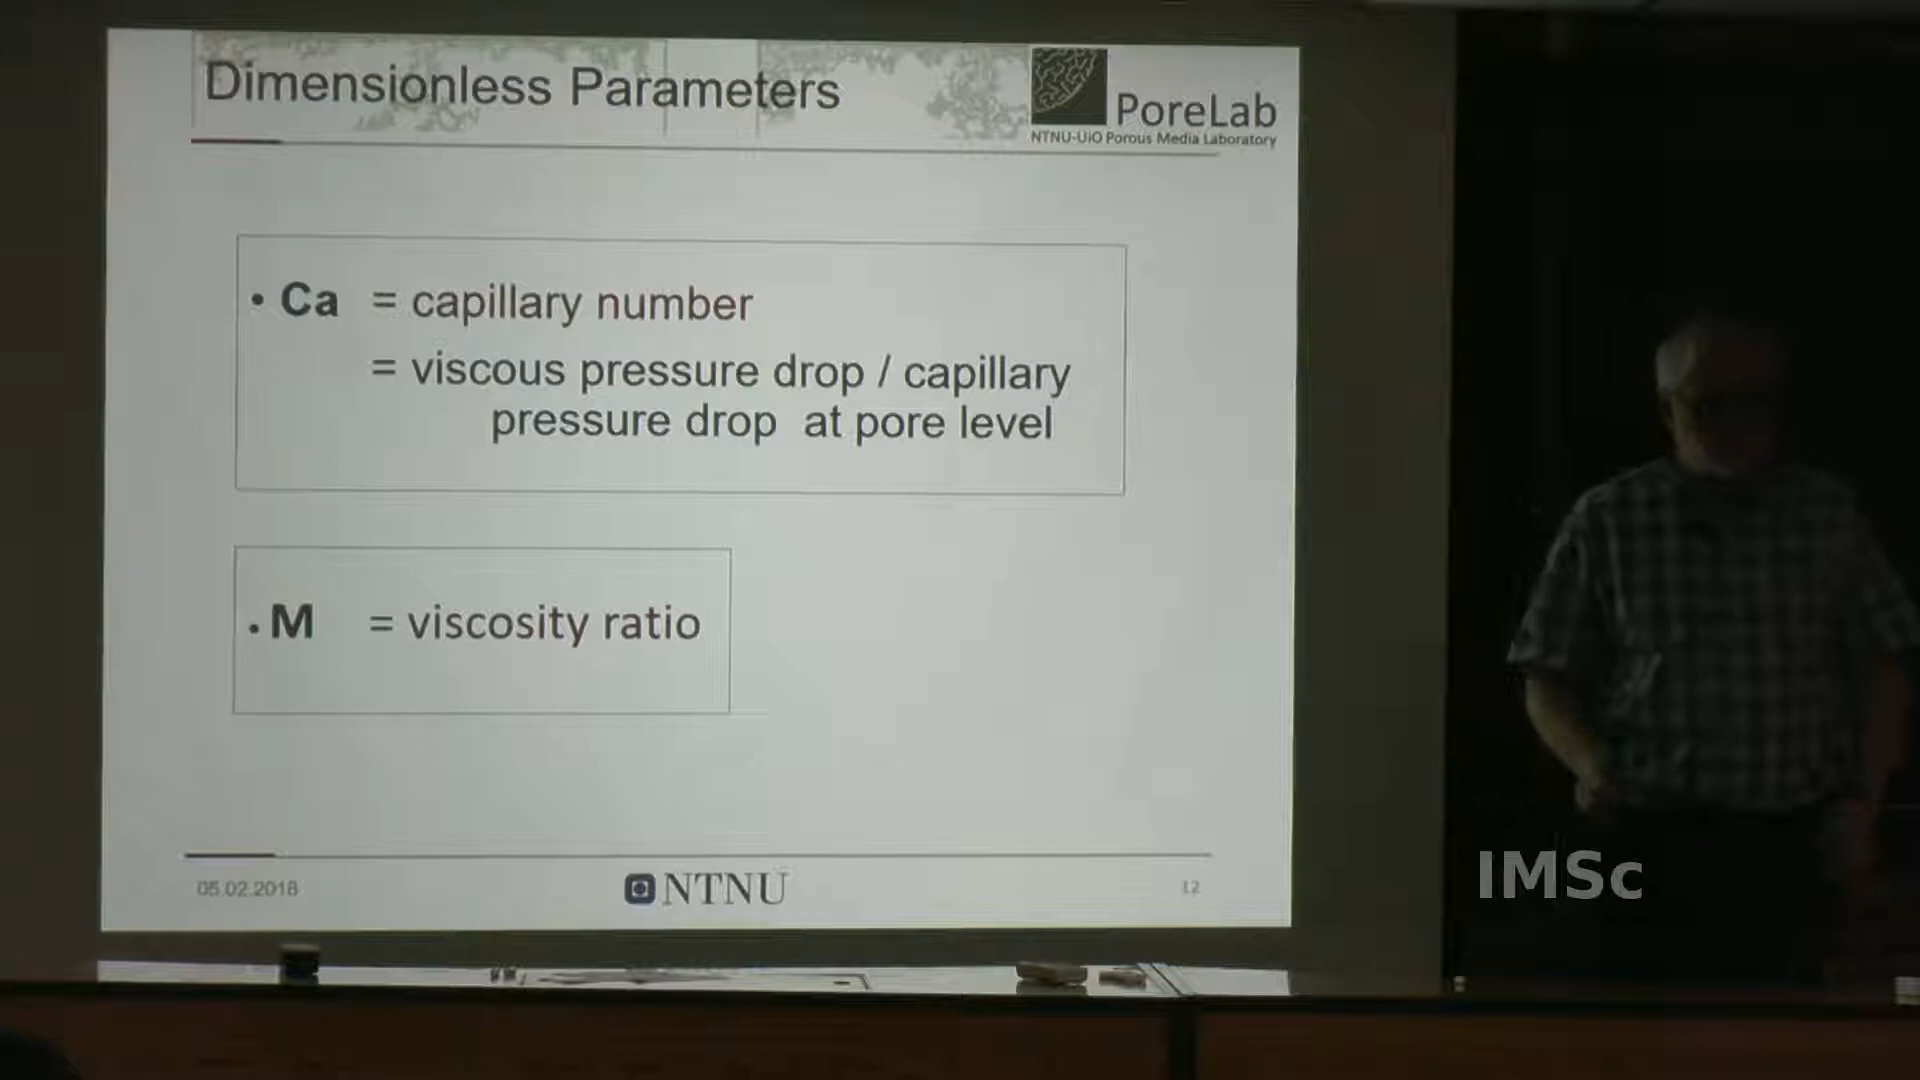 Dimensionless Parameters
PoreLab
NTNU-UiO Porous Media Laboratory
• Ca = capillary number
= viscous pressure drop / capillary
pressure drop at pore level
• M = viscosity ratio
05.02.2018
NTNU
12
IMSc